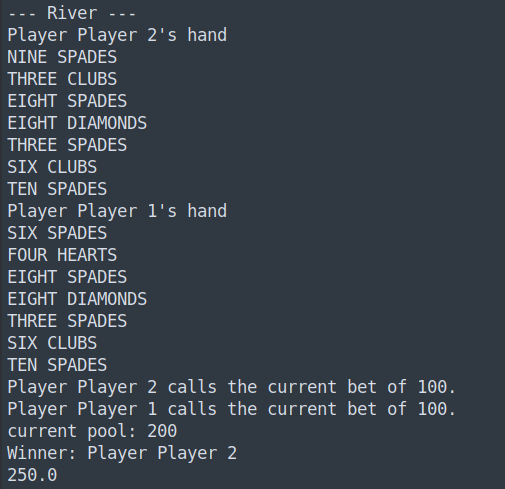 --- River ---
Player Player 2's hand
NINE SPADES
THREE CLUBS
EIGHT SPADES
EIGHT DIAMONDS
THREE SPADES
SIX CLUBS
TEN SPADES
Player Player 1's hand
SIX SPADES
FOUR HEARTS
EIGHT SPADES
EIGHT DIAMONDS
THREE SPADES
SIX CLUBS
TEN SPADES
Player Player 2 calls the current bet of 100.
Player Player 1 calls the current bet of 100.
current pool: 200
Winner: Player Player 2
250.0